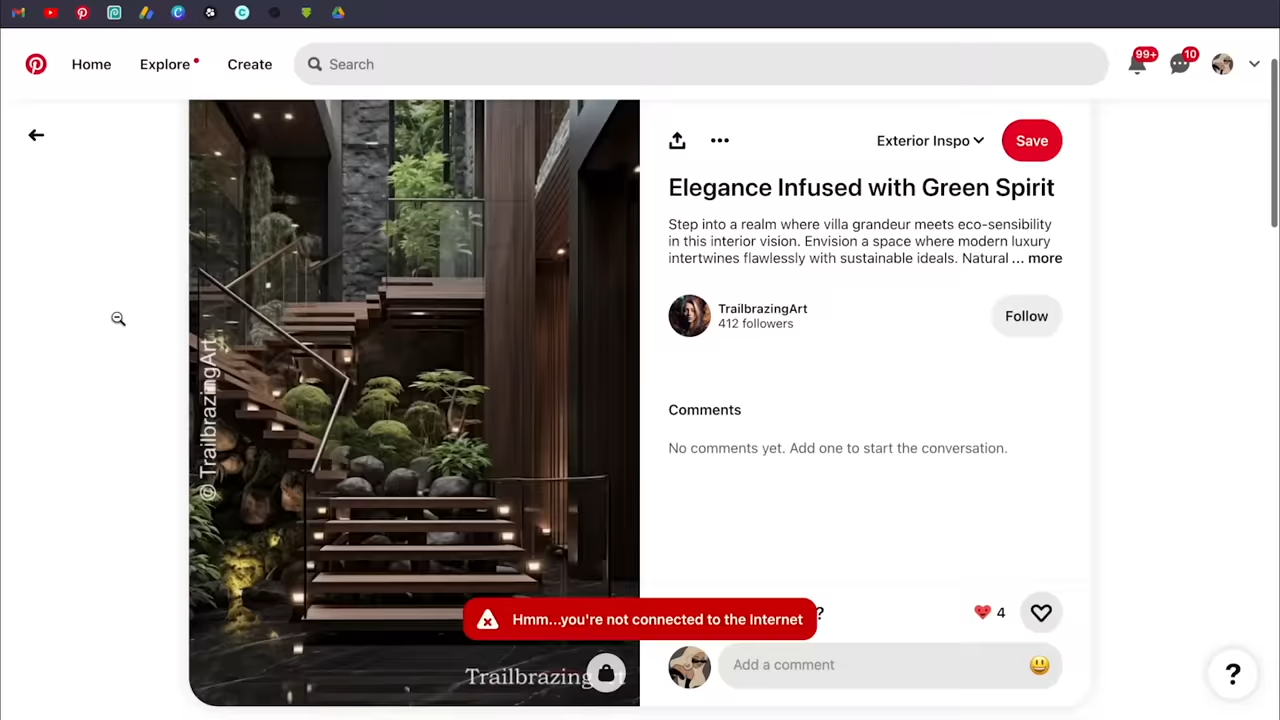 Home
Explore
Create
Search
99+
10
Exterior Inspo
Save
Elegance Infused with Green Spirit
Step into a realm where villa grandeur meets eco-sensibility
in this interior vision. Envision a space where modern luxury
intertwines flawlessly with sustainable ideals. Natural ... more
TrailbrazingArt
412 followers
Follow
Comments
No comments yet. Add one to start the conversation.
© TrailbrazingArt
?
4
Hmm...you're not connected to the internet
Trailbrazing
Add a comment
?